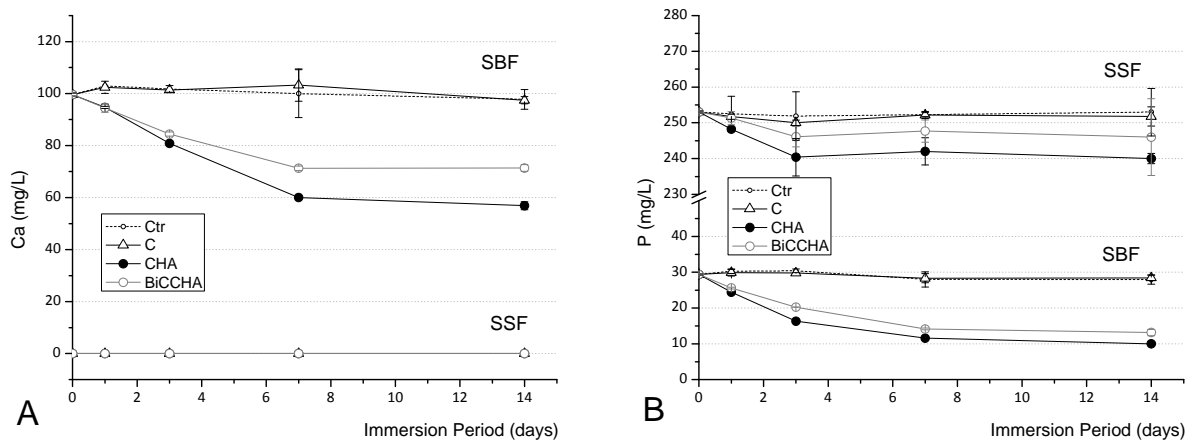 120
100
80
60
40
20
0
Ca (mg/L)
SBF
Ctr
C
CHA
BiCCHA
SSF
0 2 4 6 8 10 12 14
A
Immersion Period (days)
280
270
260
250
240
230
40
30
20
10
0
P (mg/L)
SSF
Ctr
C
CHA
BiCCHA
SBF
0 2 4 6 8 10 12 14
B
Immersion Period (days)